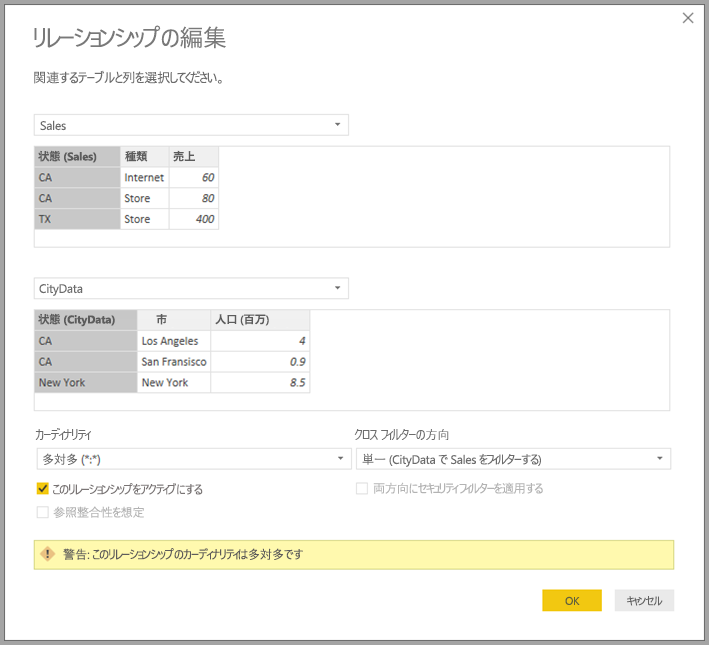 リレーションシップの編集
関連するテーブルと列を選択してください。
Sales
状態 (Sales) 種類 売上
CA Internet 60
CA Store 80
TX Store 400
CityData
状態 (CityData) 市 人口 (百万)
CA Los Angeles 4
CA San Fransisco 0.9
New York New York 8.5
カーディナリティ クロス フィルターの方向
多対多 (*:*) 単一 (CityData で Sales をフィルターする)
このリレーションシップをアクティブにする 両方向にセキュリティフィルターを適用する
参照整合性を想定
警告: このリレーションシップのカーディナリティは多対多です
OK キャンセル